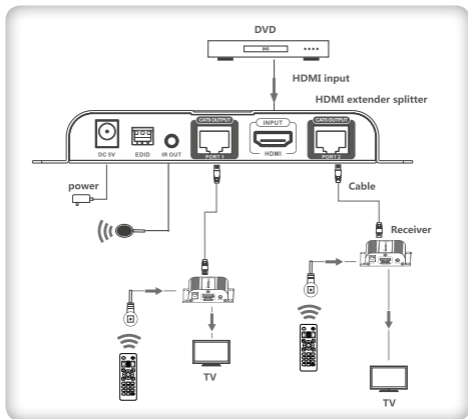 DVD
HDMI input
HDMI extender splitter
CAT6 OUTPUT
INPUT
CAT6 OUTPUT
DC 5V
EDID
IR OUT
PORT 1
HDMI
PORT 2
power
Cable
Receiver
TV
TV